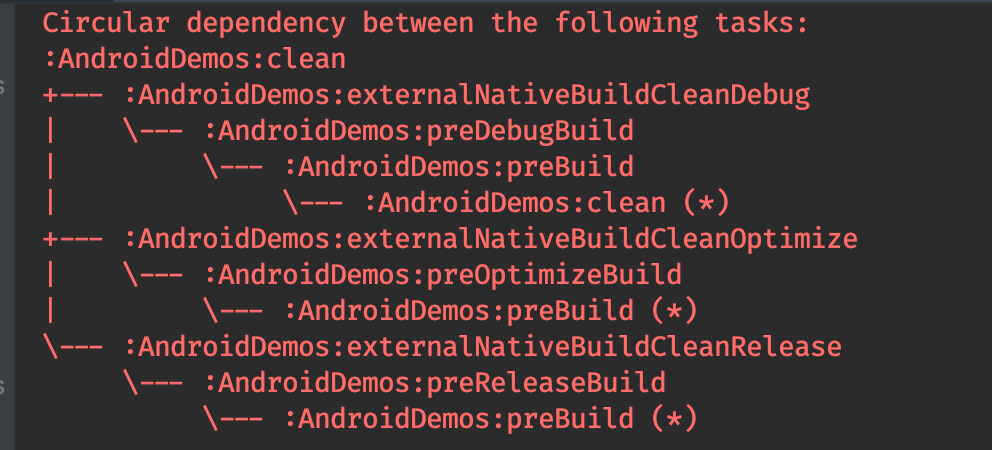 Circular dependency between the following tasks:
:AndroidDemos:clean
+--- :AndroidDemos:externalNativeBuildCleanDebug
|    \--- :AndroidDemos:preDebugBuild
|         \--- :AndroidDemos:preBuild
|              \--- :AndroidDemos:clean (*)
+--- :AndroidDemos:externalNativeBuildCleanOptimize
|    \--- :AndroidDemos:preOptimizeBuild
|         \--- :AndroidDemos:preBuild (*)
\--- :AndroidDemos:externalNativeBuildCleanRelease
     \--- :AndroidDemos:preReleaseBuild
          \--- :AndroidDemos:preBuild (*)